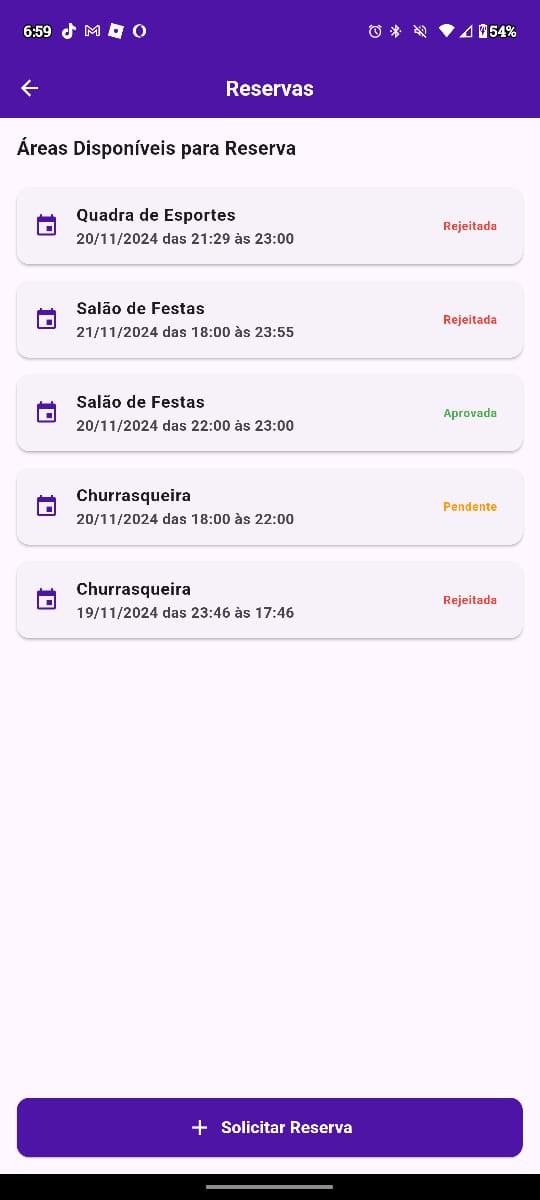 6:59
54%
Reservas
Áreas Disponíveis para Reserva
Quadra de Esportes
20/11/2024 das 21:29 às 23:00
Rejeitada
Salão de Festas
21/11/2024 das 18:00 às 23:55
Rejeitada
Salão de Festas
20/11/2024 das 22:00 às 23:00
Aprovada
Churrasqueira
20/11/2024 das 18:00 às 22:00
Pendente
Churrasqueira
19/11/2024 das 23:46 às 17:46
Rejeitada
+ Solicitar Reserva